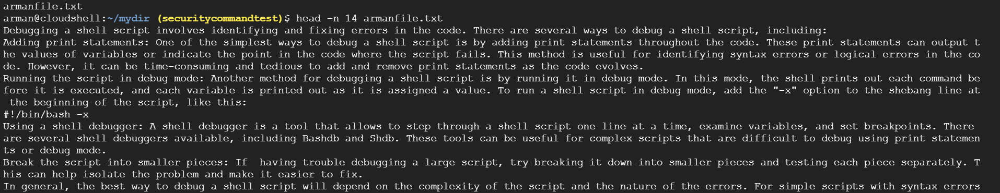 armanfile.txt
arman@cloudshell:~/mydir (securitycommandtest)$ head -n 14 armanfile.txt
Debugging a shell script involves identifying and fixing errors in the code. There are several ways to debug a shell script, including:
Adding print statements: One of the simplest ways to debug a shell script is by adding print statements throughout the code. These print statements can output t
he values of variables or indicate the point in the code where the script fails. This method is useful for identifying syntax errors or logical errors in the co
de. However, it can be time-consuming and tedious to add and remove print statements as the code evolves.
Running the script in debug mode: Another method for debugging a shell script is by running it in debug mode. In this mode, the shell prints out each command be
fore it is executed, and each variable is printed out as it is assigned a value. To run a shell script in debug mode, add the "-x" option to the shebang line at
 the beginning of the script, like this:
#!/bin/bash -x
Using a shell debugger: A shell debugger is a tool that allows to step through a shell script one line at a time, examine variables, and set breakpoints. There
are several shell debuggers available, including Bashdb and Shdb. These tools can be useful for complex scripts that are difficult to debug using print statemen
ts or debug mode.
Break the script into smaller pieces: If  having trouble debugging a large script, try breaking it down into smaller pieces and testing each piece separately. T
his can help isolate the problem and make it easier to fix.
In general, the best way to debug a shell script will depend on the complexity of the script and the nature of the errors. For simple scripts with syntax errors